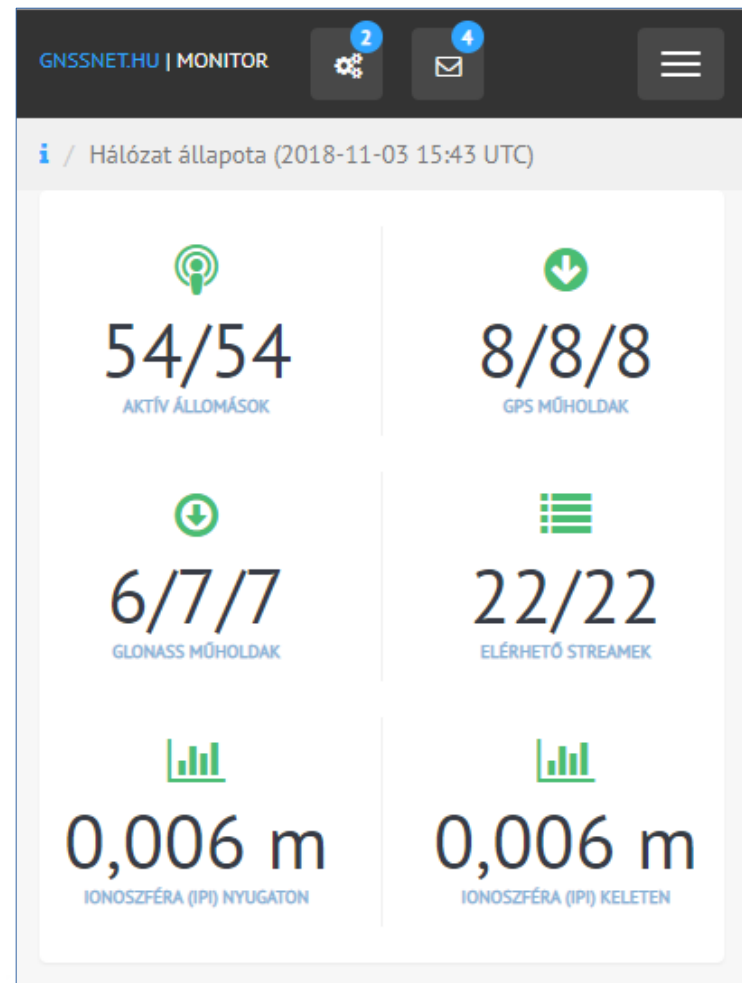 GNSSNET.HU | MONITOR
2
4
i / Hálózat állapota (2018-11-03 15:43 UTC)
54/54
AKTÍV ÁLLOMÁSOK
8/8/8
GPS MŰHOLDAK
6/7/7
GLONASS MŰHOLDAK
22/22
ELÉRHETŐ STREAMEK
0,006 m
IONOSZFÉRA (IPI) NYUGATON
0,006 m
IONOSZFÉRA (IPI) KELETEN